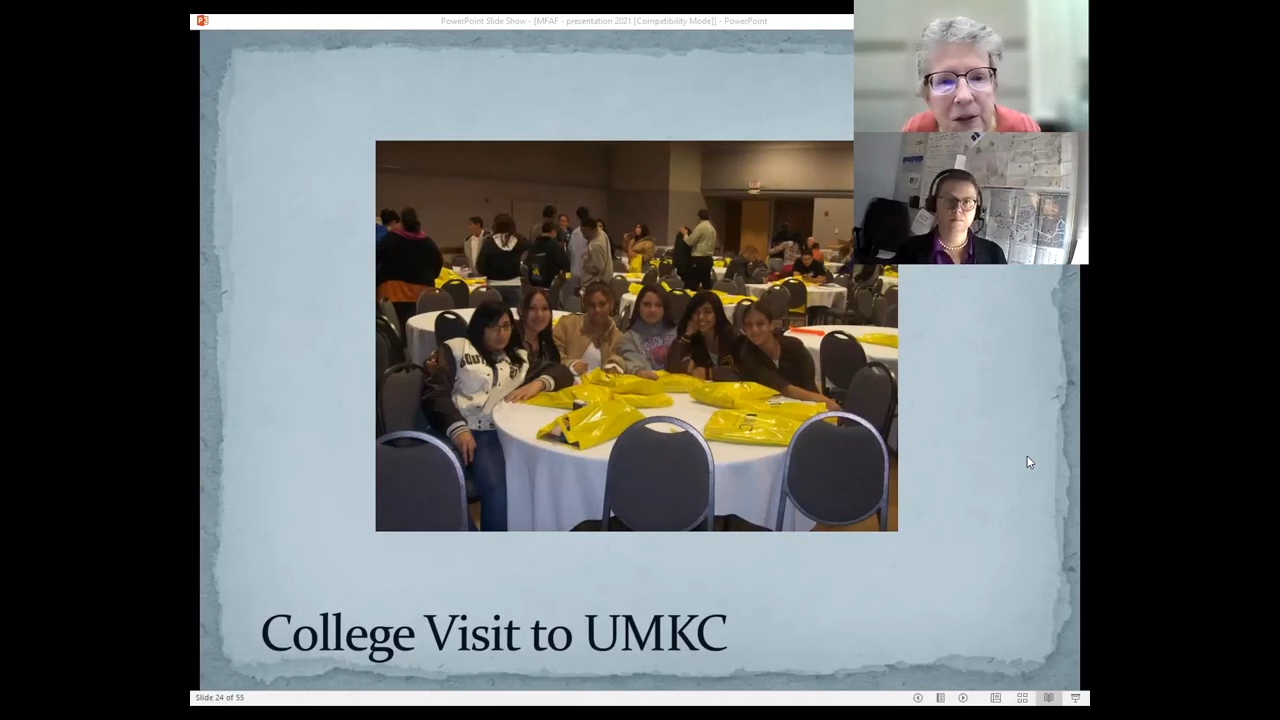 PowerPoint Slide Show - [MFAF - presentation 2021 [Compatibility Mode]] - PowerPoint
College Visit to UMKC
Slide 24 of 55